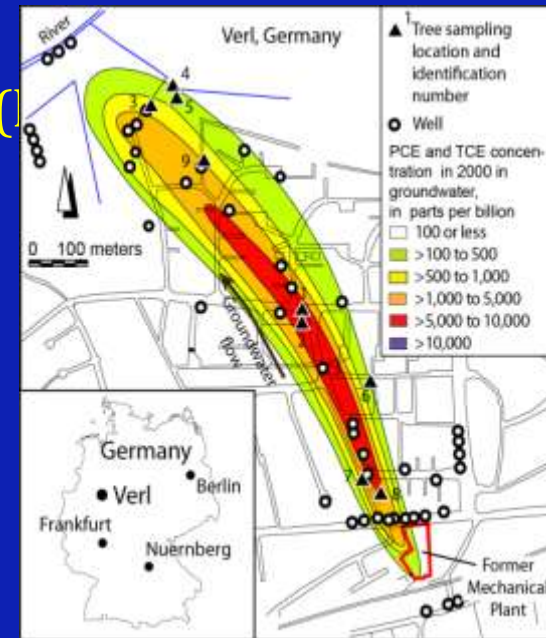 River
Verl, Germany
4
5
3
9
6
7
8
Groundwater
flow
0 100 meters
1
Tree sampling
location and
identification
number
Well
PCE and TCE concen-
tration in 2000 in
groundwater,
in parts per billion
100 or less
>100 to 500
>500 to 1,000
>1,000 to 5,000
>5,000 to 10,000
>10,000
Germany
Verl
Berlin
Frankfurt
Nuernberg
Former
Mechanical
Plant